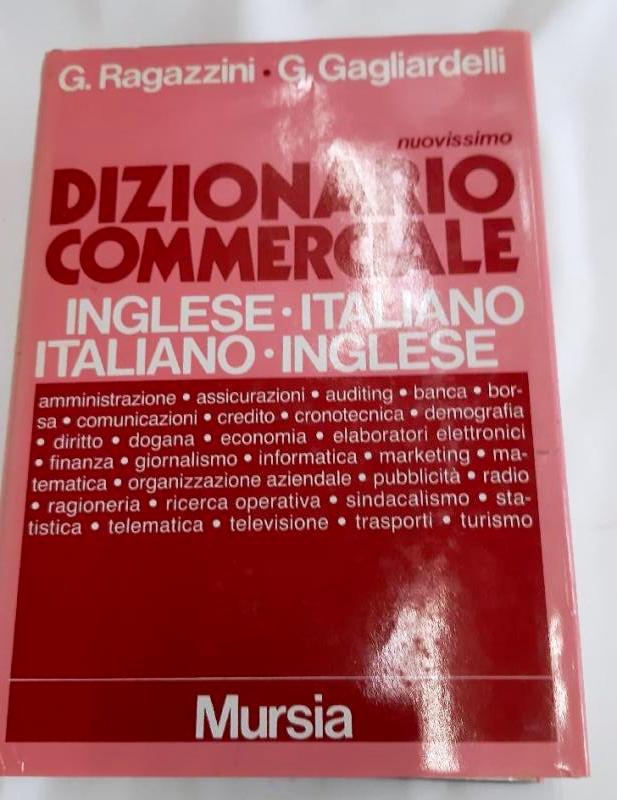 G. Ragazzini • G. Gagliardelli
nuovissimo
DIZIONARIO
COMMERCIALE
INGLESE • ITALIANO
ITALIANO • INGLESE
amministrazione • assicurazioni • auditing • banca • bor-
sa • comunicazioni • credito • cronotecnica • demografia
• diritto • dogana • economia • elaboratori elettronici
• finanza • giornalismo • informatica • marketing • ma-
tematica • organizzazione aziendale • pubblicità • radio
• ragioneria • ricerca operativa • sindacalismo • sta-
tistica • telematica • televisione • trasporti • turismo
Mursia